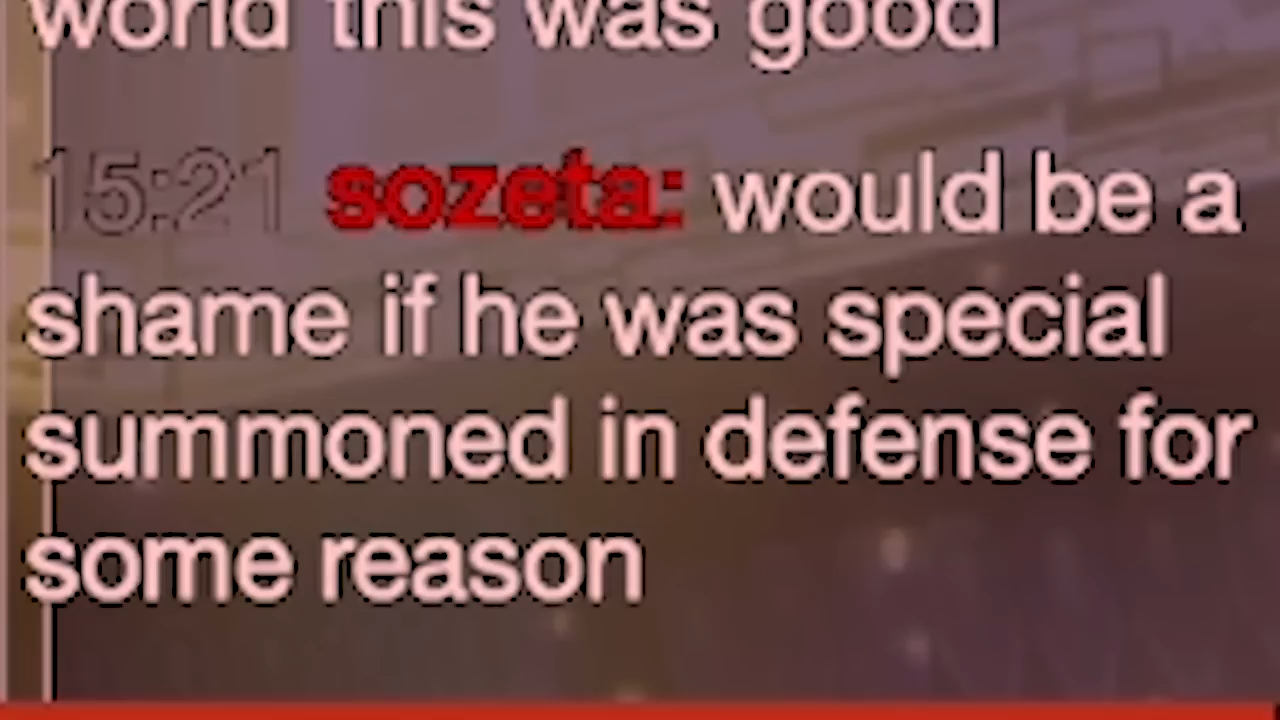 world this was good
15:21 sozeta: would be a
shame if he was special
summoned in defense for
some reason